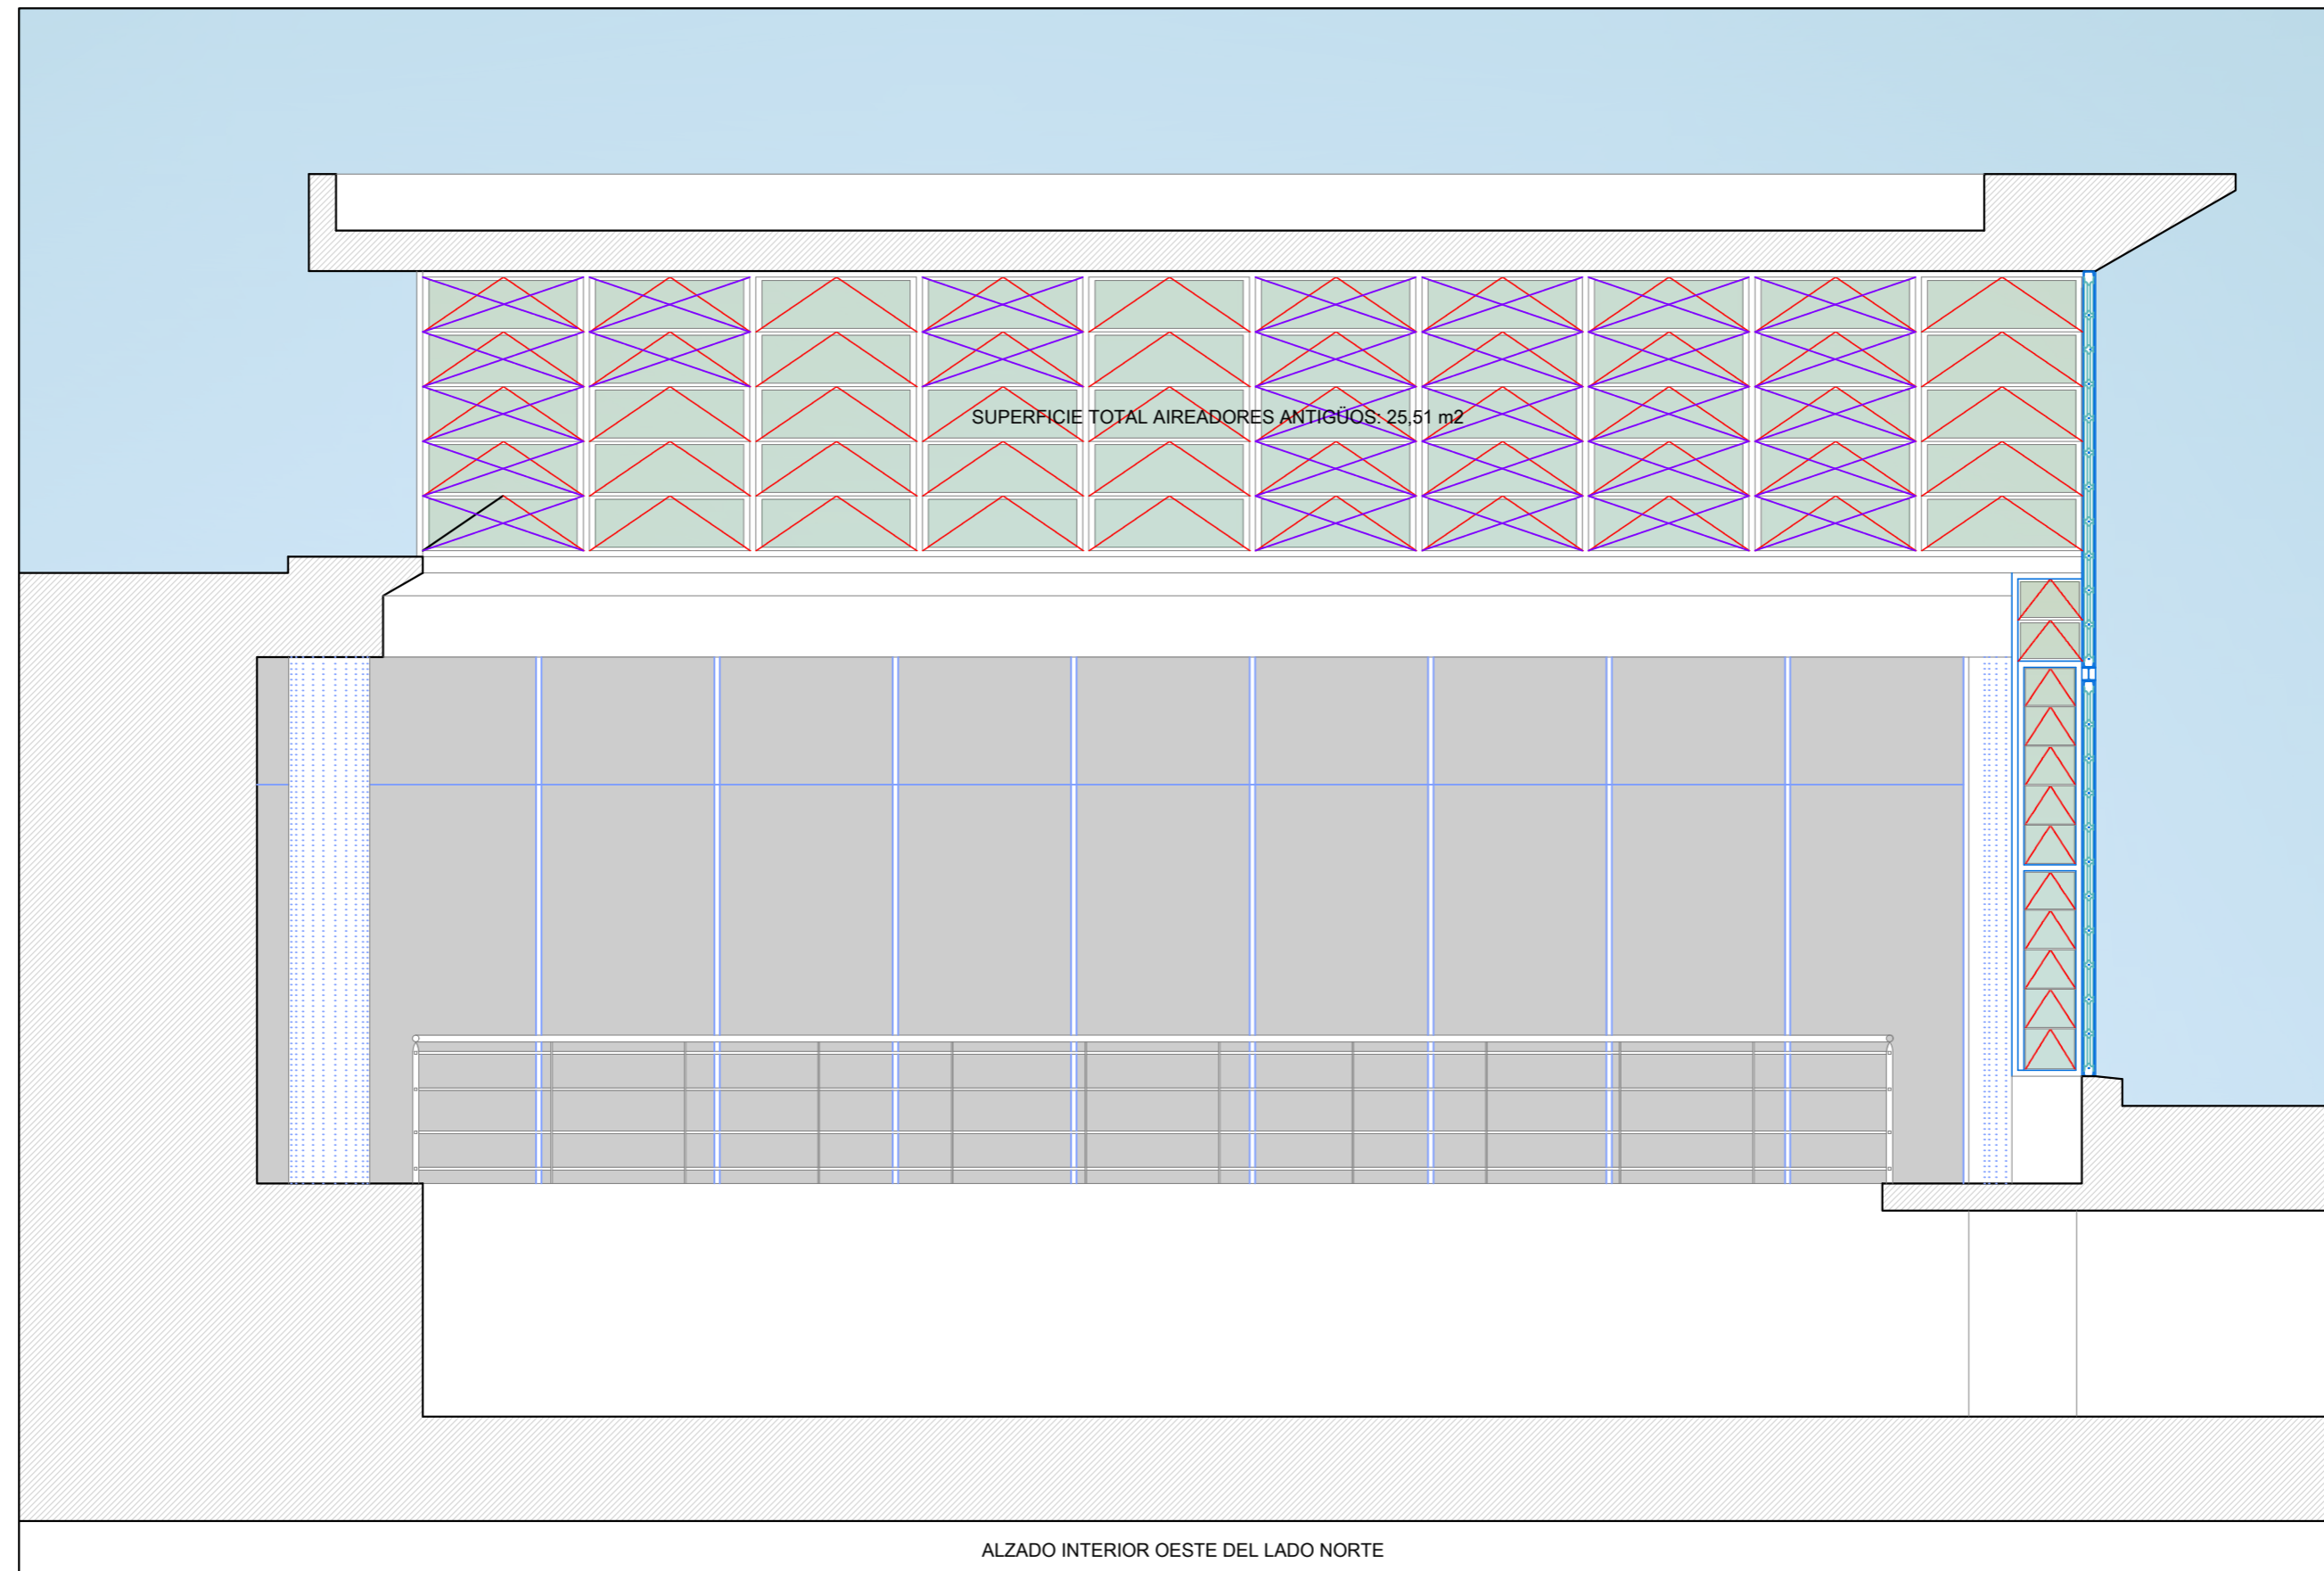 SUPERFICIE TOTAL AIREADORES ANTIGÜOS: 25,51 m2
ALZADO INTERIOR OESTE DEL LADO NORTE